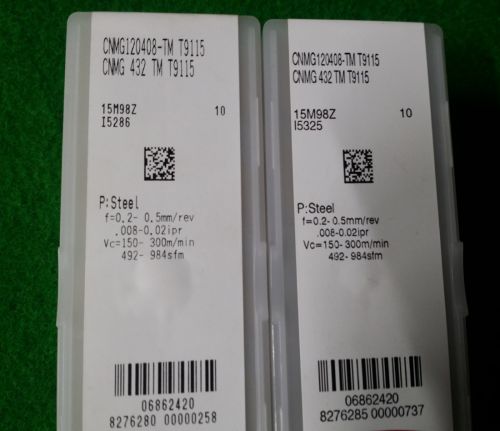 CNMG120408-TM T9115
CNMG 432 TM T9115
15M98Z 10
I5286
P:Steel
f=0.2- 0.5mm/rev
.008-0.02ipr
Vc=150- 300m/min
492- 984sfm
06862420
8276280 00000258
CNMG120408-TM T9115
CNMG 432 TM T9115
15M98Z 10
I5325
P:Steel
f=0.2- 0.5mm/rev
.008-0.02ipr
Vc=150- 300m/min
492- 984sfm
06862420
8276285 00000737